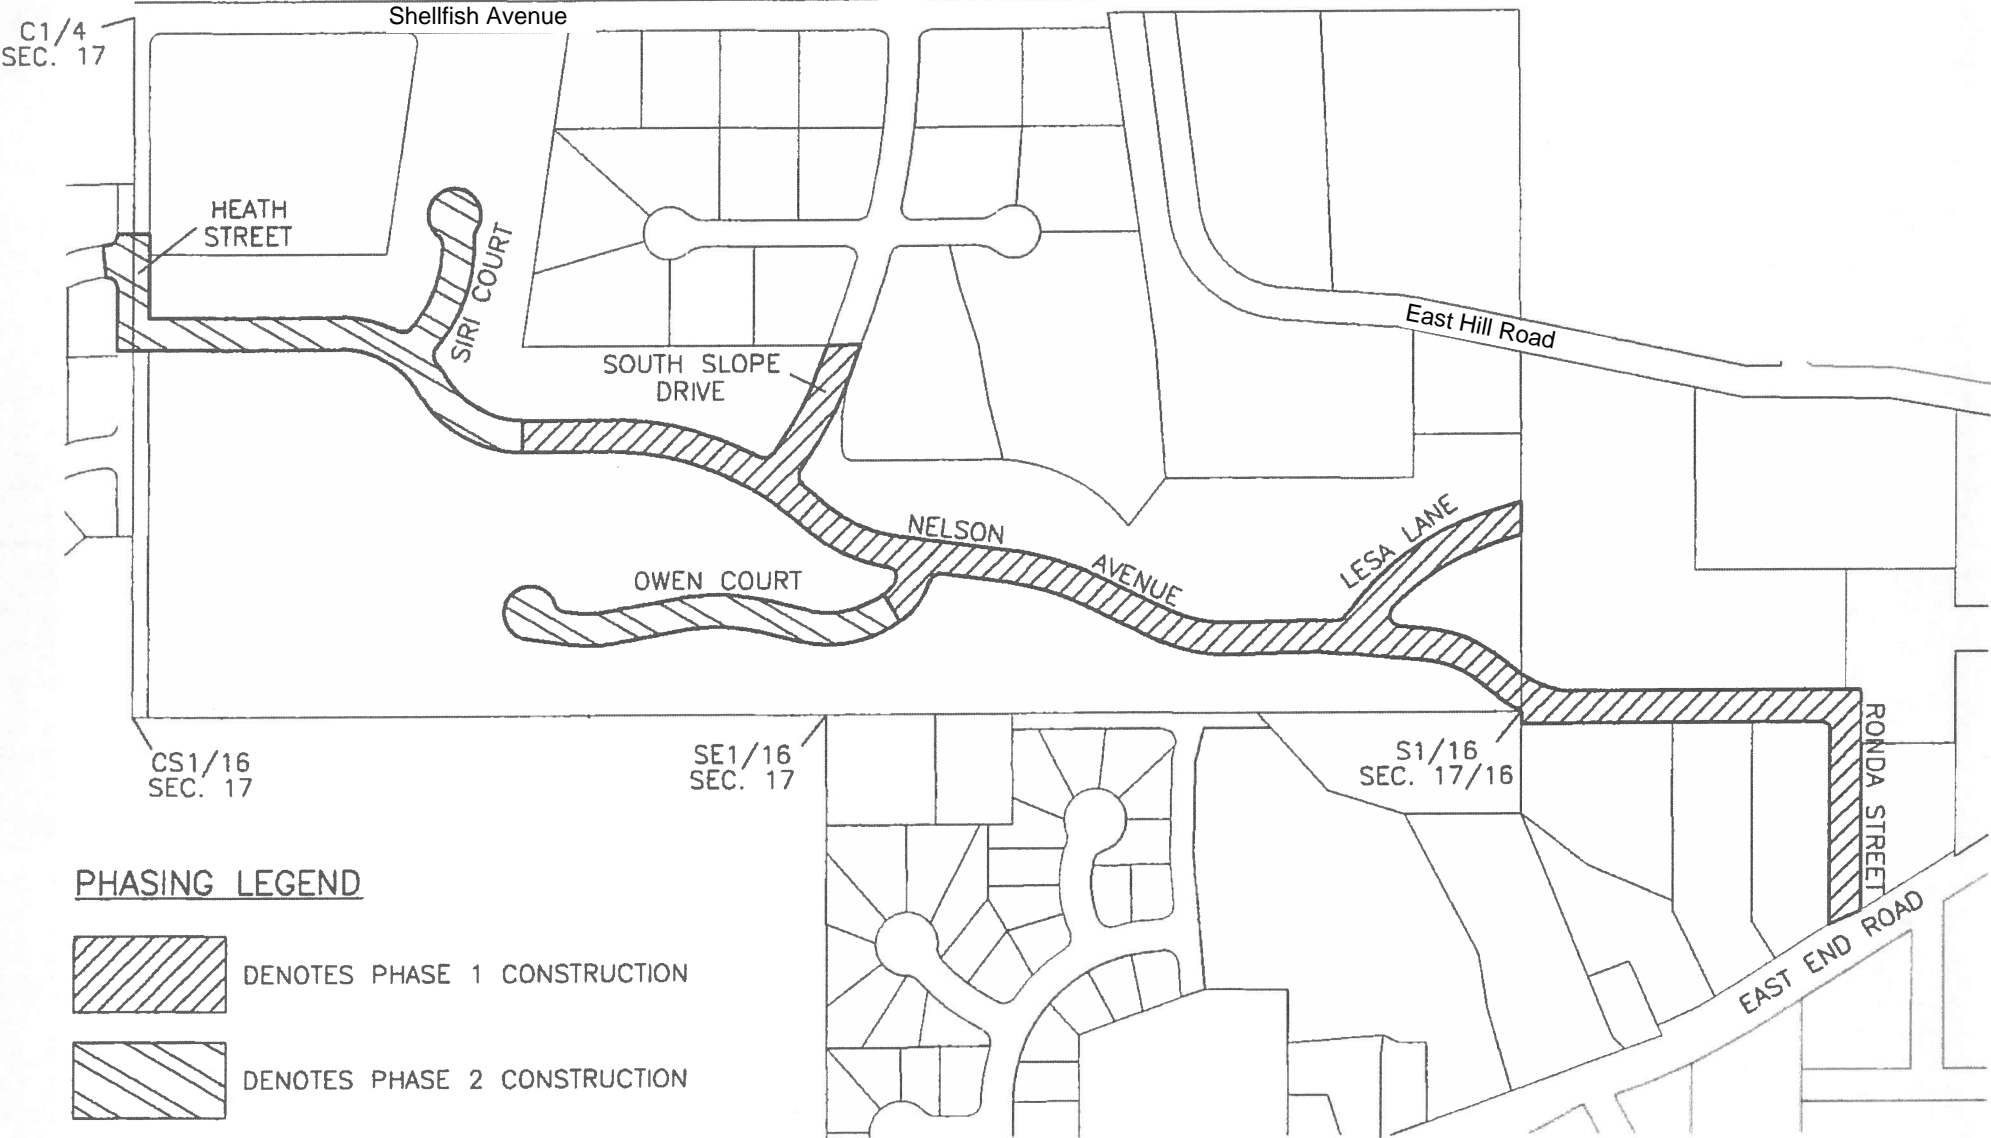 Shellfish Avenue
C1/4
SEC. 17
HEATH
STREET
SIRI COURT
East Hill Road
SOUTH SLOPE
DRIVE
NELSON
AVENUE
LESA LANE
OWEN COURT
CS1/16
SEC. 17
SE1/16
SEC. 17
S1/16
SEC. 17/16
RONDA STREET
EAST END ROAD
PHASING LEGEND
DENOTES PHASE 1 CONSTRUCTION
DENOTES PHASE 2 CONSTRUCTION